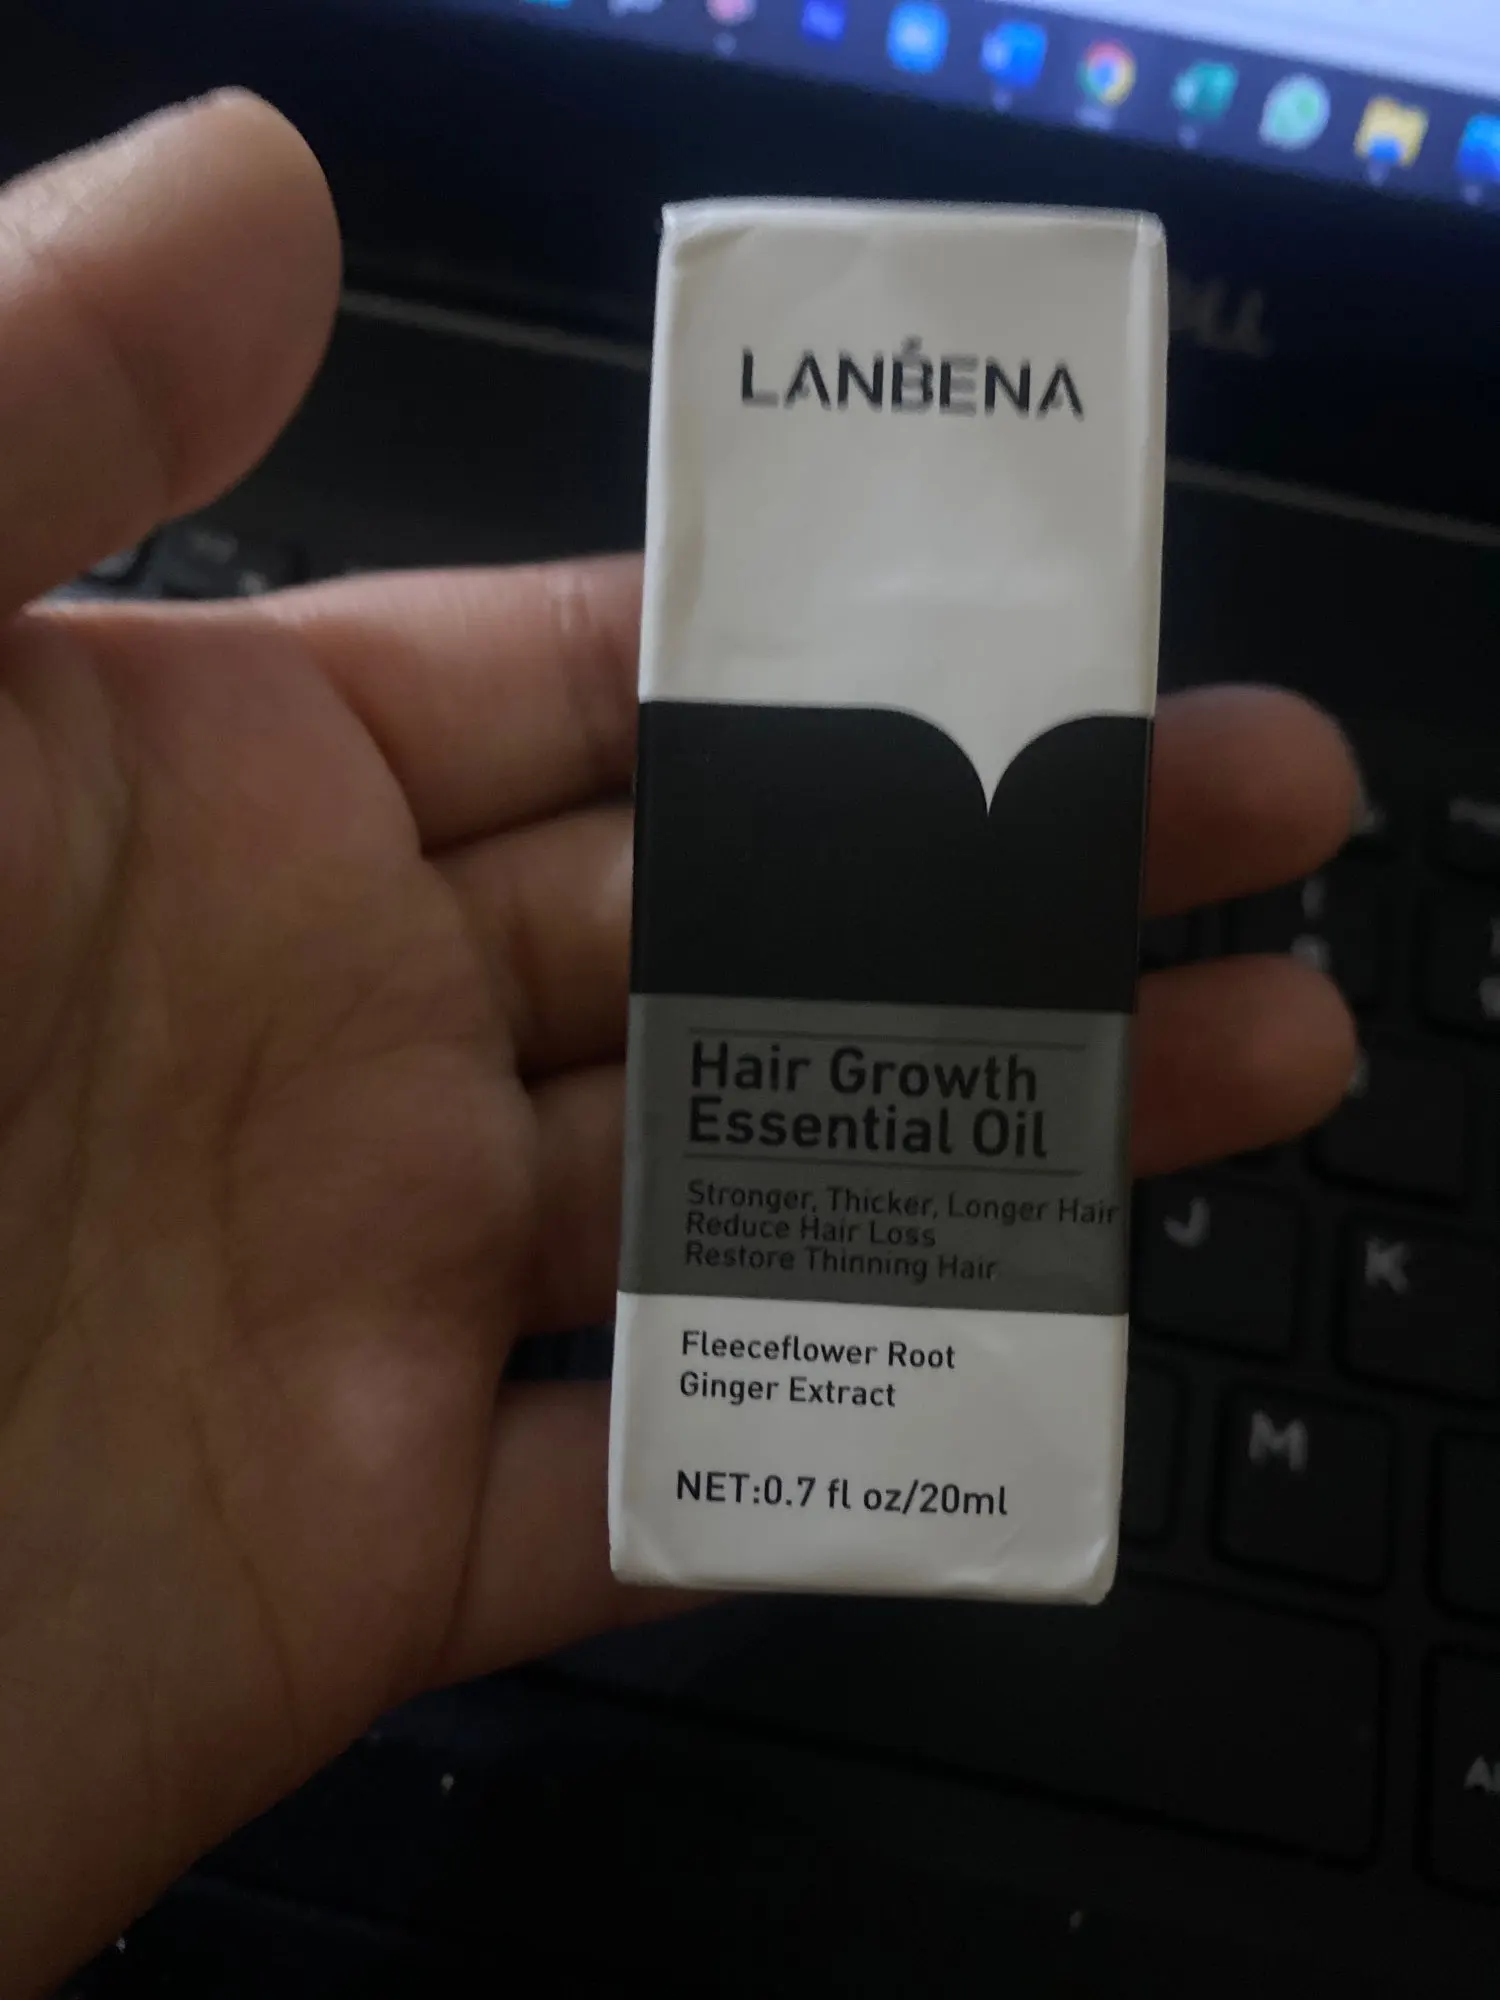 LANBENA
Hair Growth
Essential Oil
Stronger, Thicker, Longer Hair
Reduce Hair Loss
Restore Thinning Hair
Fleeceflower Root
Ginger Extract
NET:0.7 fl oz/20ml
J
K
M